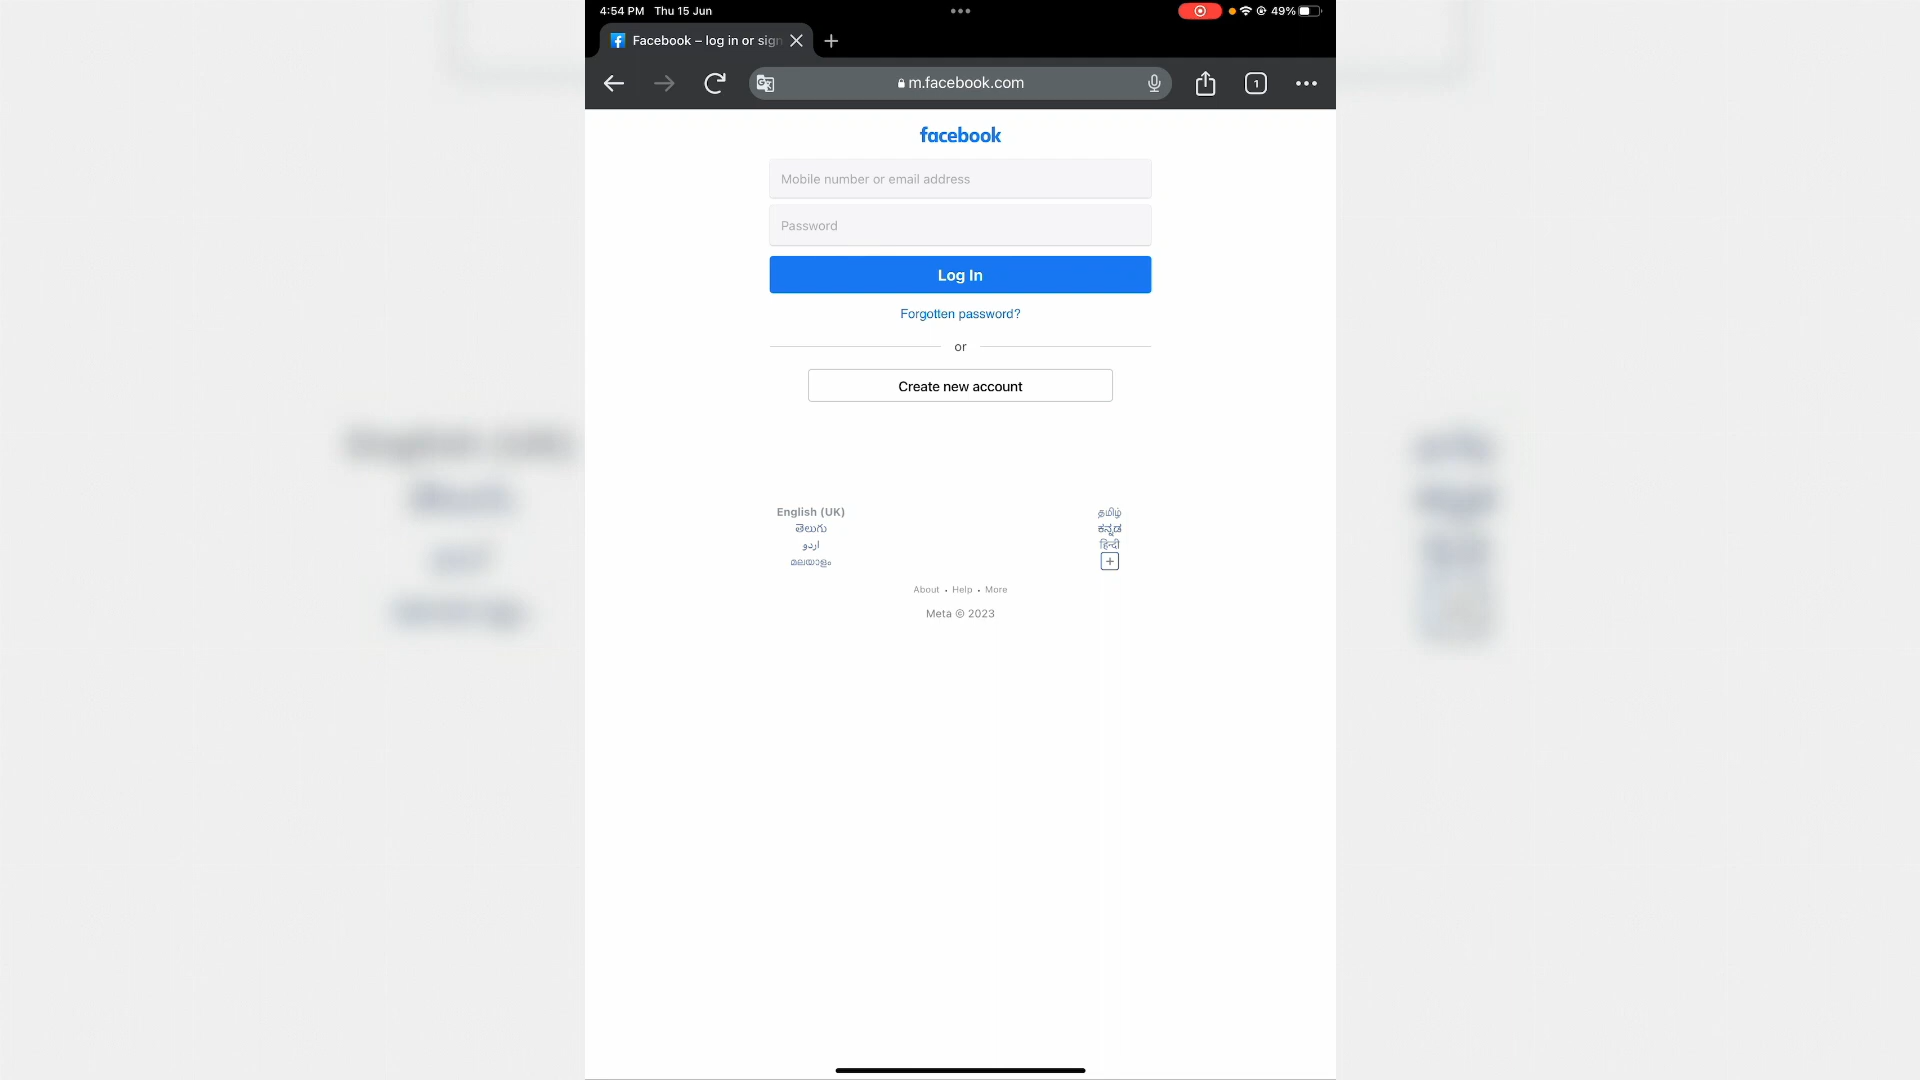 4:54 PM Thu 15 Jun
49%
Facebook – log in or sign
m.facebook.com
1
facebook
Mobile number or email address
Password
Log In
Forgotten password?
or
Create new account
English (UK)
தமிழ்
తెలుగు
ಕನ್ನಡ
اردو
हिन्दी
മലയാളം
About · Help · More
Meta © 2023